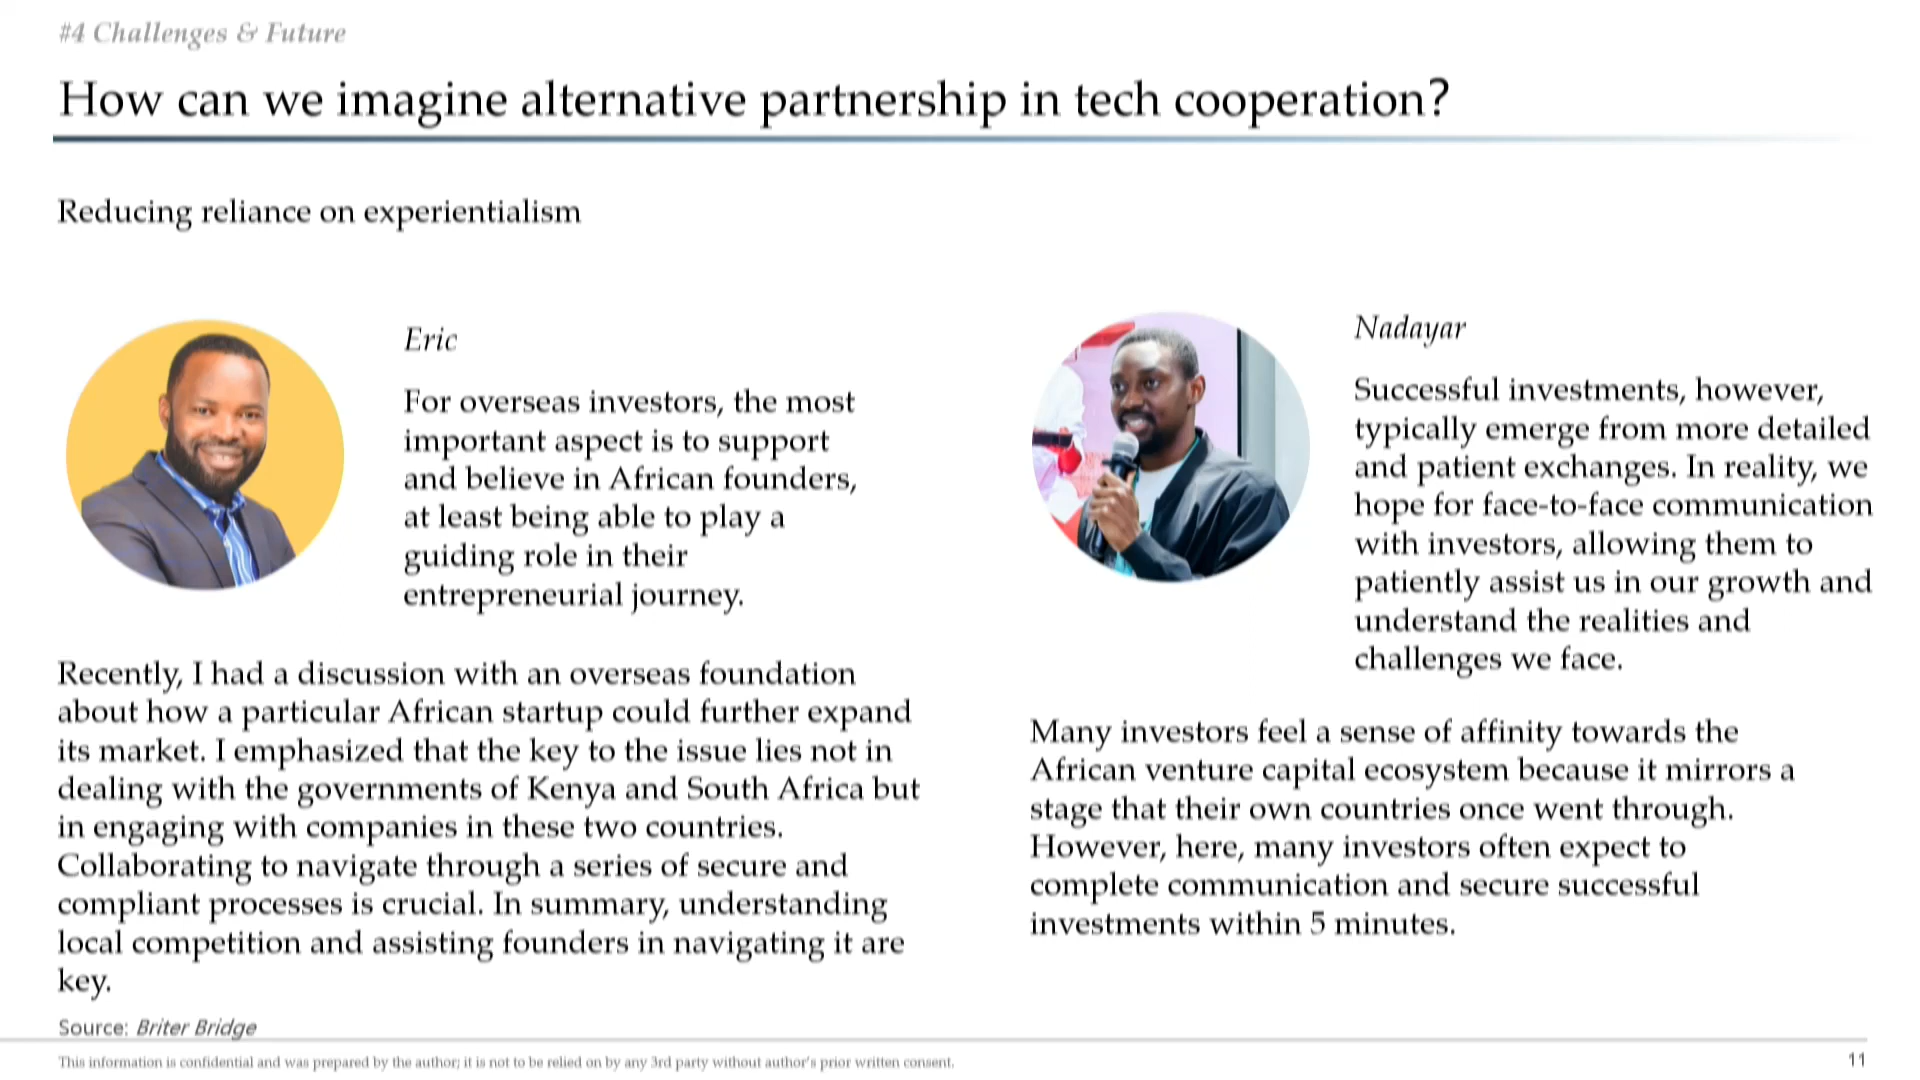 #4 Challenges & Future
How can we imagine alternative partnership in tech cooperation?
Reducing reliance on experientialism
Eric
For overseas investors, the most
important aspect is to support
and believe in African founders,
at least being able to play a
guiding role in their
entrepreneurial journey.
Recently, I had a discussion with an overseas foundation
about how a particular African startup could further expand
its market. I emphasized that the key to the issue lies not in
dealing with the governments of Kenya and South Africa but
in engaging with companies in these two countries.
Collaborating to navigate through a series of secure and
compliant processes is crucial. In summary, understanding
local competition and assisting founders in navigating it are
key.
Nadayar
Successful investments, however,
typically emerge from more detailed
and patient exchanges. In reality, we
hope for face-to-face communication
with investors, allowing them to
patiently assist us in our growth and
understand the realities and
challenges we face.
Many investors feel a sense of affinity towards the
African venture capital ecosystem because it mirrors a
stage that their own countries once went through.
However, here, many investors often expect to
complete communication and secure successful
investments within 5 minutes.
Source: Briter Bridge
This information is confidential and was prepared by the author; it is not to be relied on by any 3rd party without author's prior written consent.
11